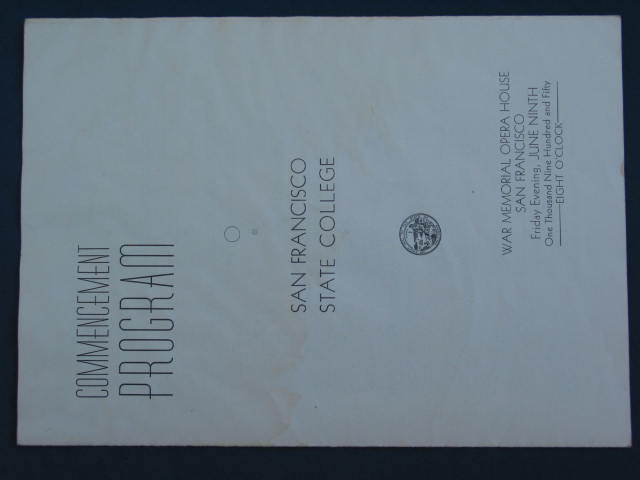 COMMENCEMENT
PROGRAM
SAN FRANCISCO
STATE COLLEGE
WAR MEMORIAL OPERA HOUSE
SAN FRANCISCO
Friday Evening, JUNE NINTH
One Thousand Nine Hundred and Fifty
EIGHT O'CLOCK